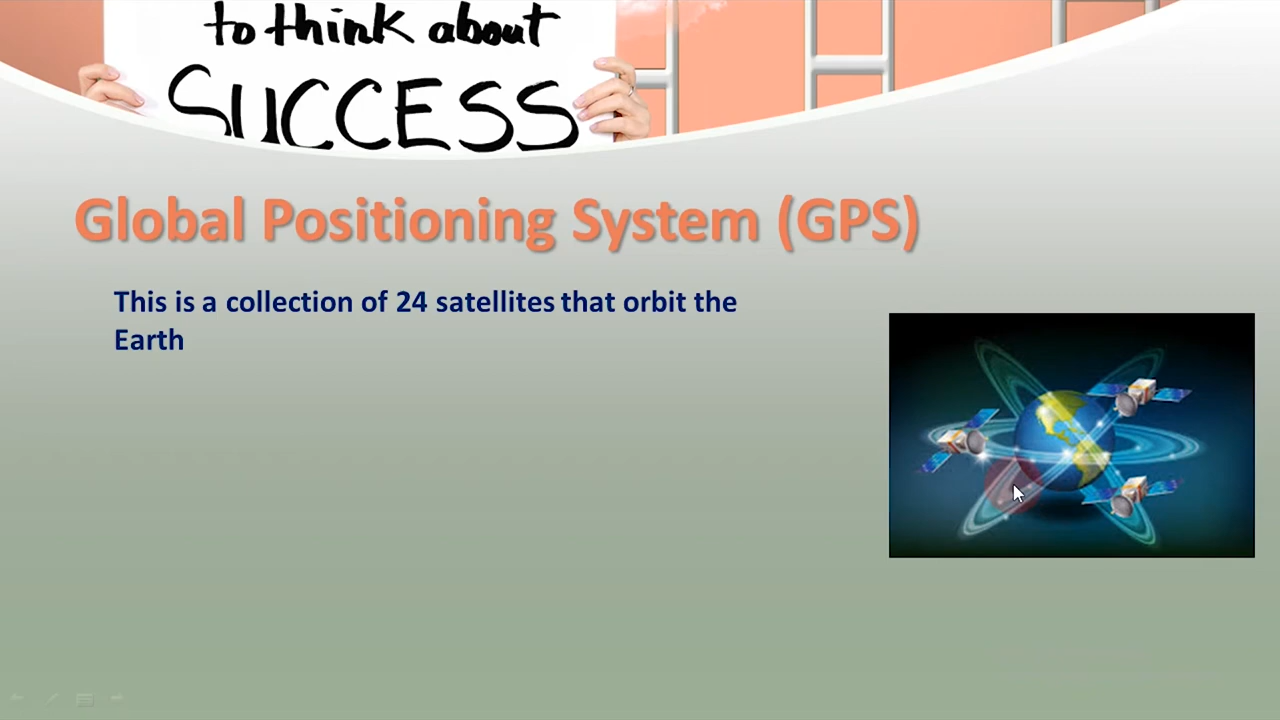 to think about
SUCCESS
Global Positioning System (GPS)
This is a collection of 24 satellites that orbit the
Earth